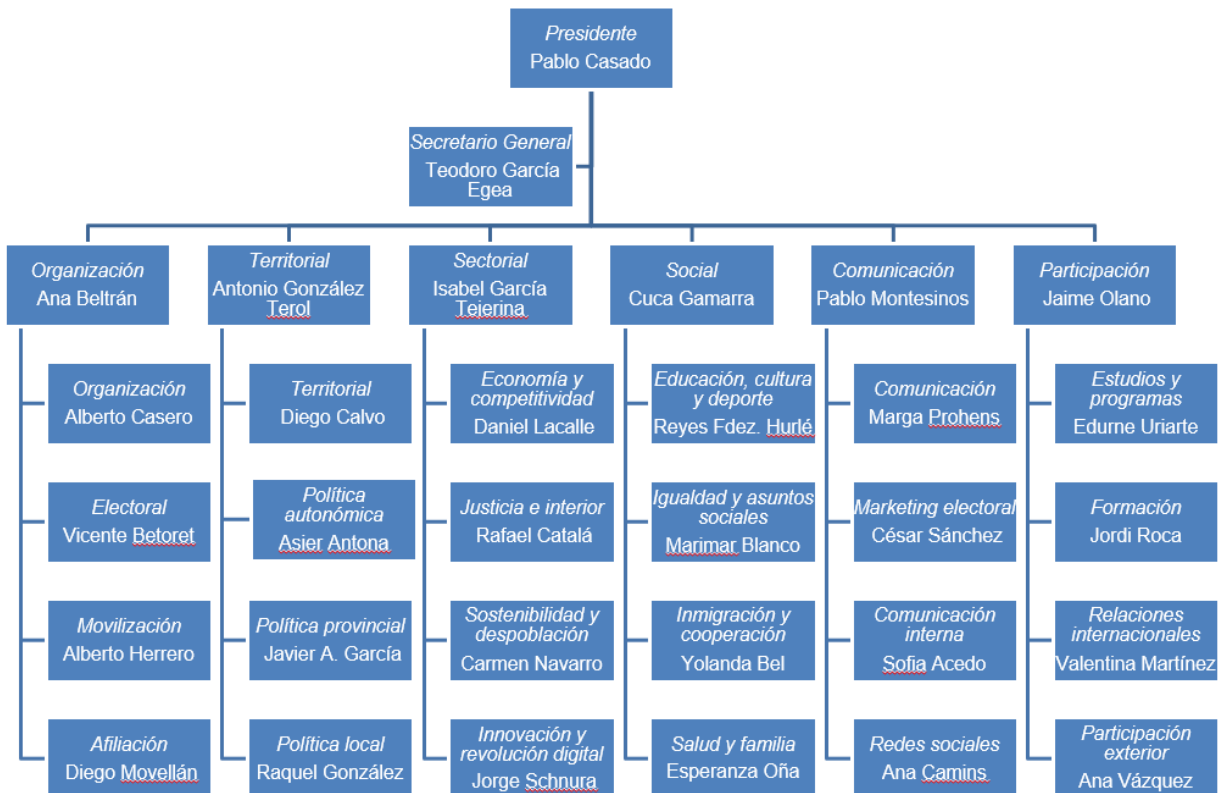 Presidente
Pablo Casado
Secretario General
Teodoro García
Egea
Organización
Ana Beltrán
Territorial
Antonio González
Terol
Sectorial
Isabel García
Tejerina
Social
Cuca Gamarra
Comunicación
Pablo Montesinos
Participación
Jaime Olano
Organización
Alberto Casero
Electoral
Vicente Betoret
Movilización
Alberto Herrero
Afiliación
Diego Movellán
Territorial
Diego Calvo
Política
autonómica
Asier Antona
Política provincial
Javier A. García
Política local
Raquel González
Economía y
competitividad
Daniel Lacalle
Justicia e interior
Rafael Catalá
Sostenibilidad y
despoblación
Carmen Navarro
Innovación y
revolución digital
Jorge Schnura
Educación, cultura
y deporte
Reyes Fdez. Hurlé
Igualdad y asuntos
sociales
Marimar Blanco
Inmigración y
cooperación
Yolanda Bel
Salud y familia
Esperanza Oña
Comunicación
Marga Prohens
Marketing electoral
César Sánchez
Comunicación
interna
Sofia Acedo
Redes sociales
Ana Camins
Estudios y
programas
Edurne Uriarte
Formación
Jordi Roca
Relaciones
internacionales
Valentina Martínez
Participación
exterior
Ana Vázquez